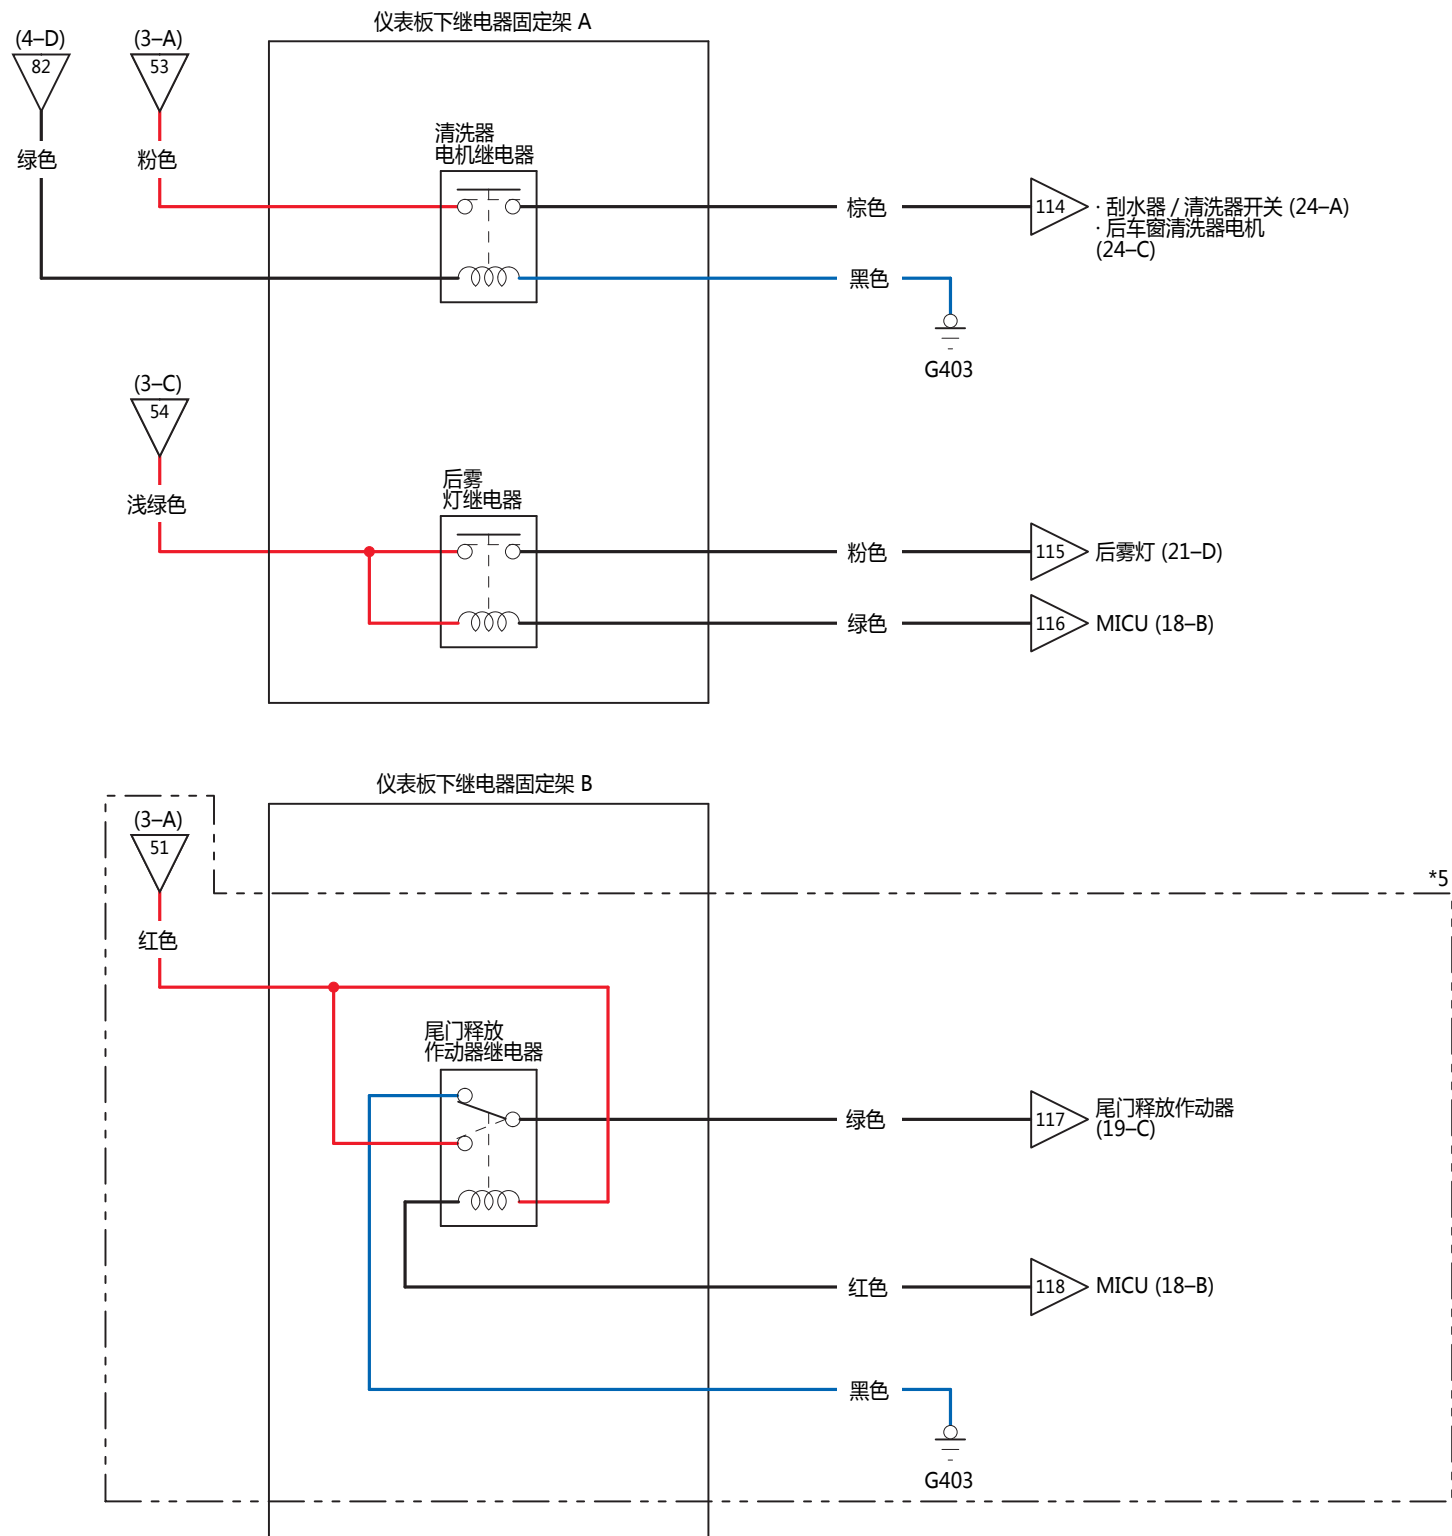 仪表板下继电器固定架 A
(4–D)
82
绿色
(3–A)
53
粉色
清洗器
电机继电器
棕色
114
· 刮水器 / 清洗器开关 (24–A)
· 后车窗清洗器电机
(24–C)
黑色
G403
(3–C)
54
浅绿色
后雾
灯继电器
粉色
115
后雾灯 (21–D)
绿色
116
MICU (18–B)
仪表板下继电器固定架 B
(3–A)
51
*5
红色
尾门释放
作动器继电器
绿色
117
尾门释放作动器
(19–C)
红色
118
MICU (18–B)
黑色
G403